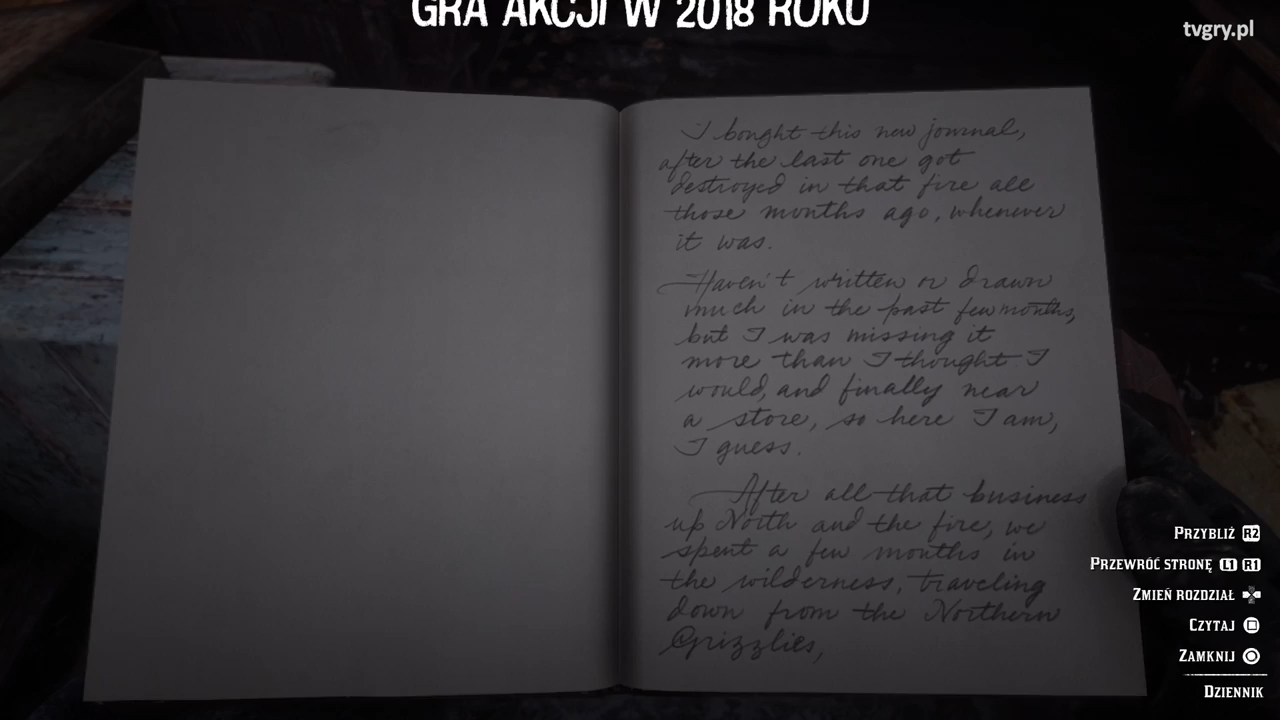 GRA AKCJI W 2018 ROKU
tvgry.pl
I bought this new journal,
after the last one got
destroyed in that fire all
those months ago, whenever
it was.
Haven't written or drawn
much in the past few months,
but I was missing it
more than I thought I
would, and finally near
a store, so here I am,
I guess.
After all that business
up North and the fire, we
spent a few months in
the wilderness, traveling
down from the Northern
Grizzlies,
PRZYBLIŻ R2
PRZEWRÓĆ STRONĘ L1 R1
ZMIEŃ ROZDZIAŁ
CZYTAJ
ZAMKNIJ
DZIENNIK